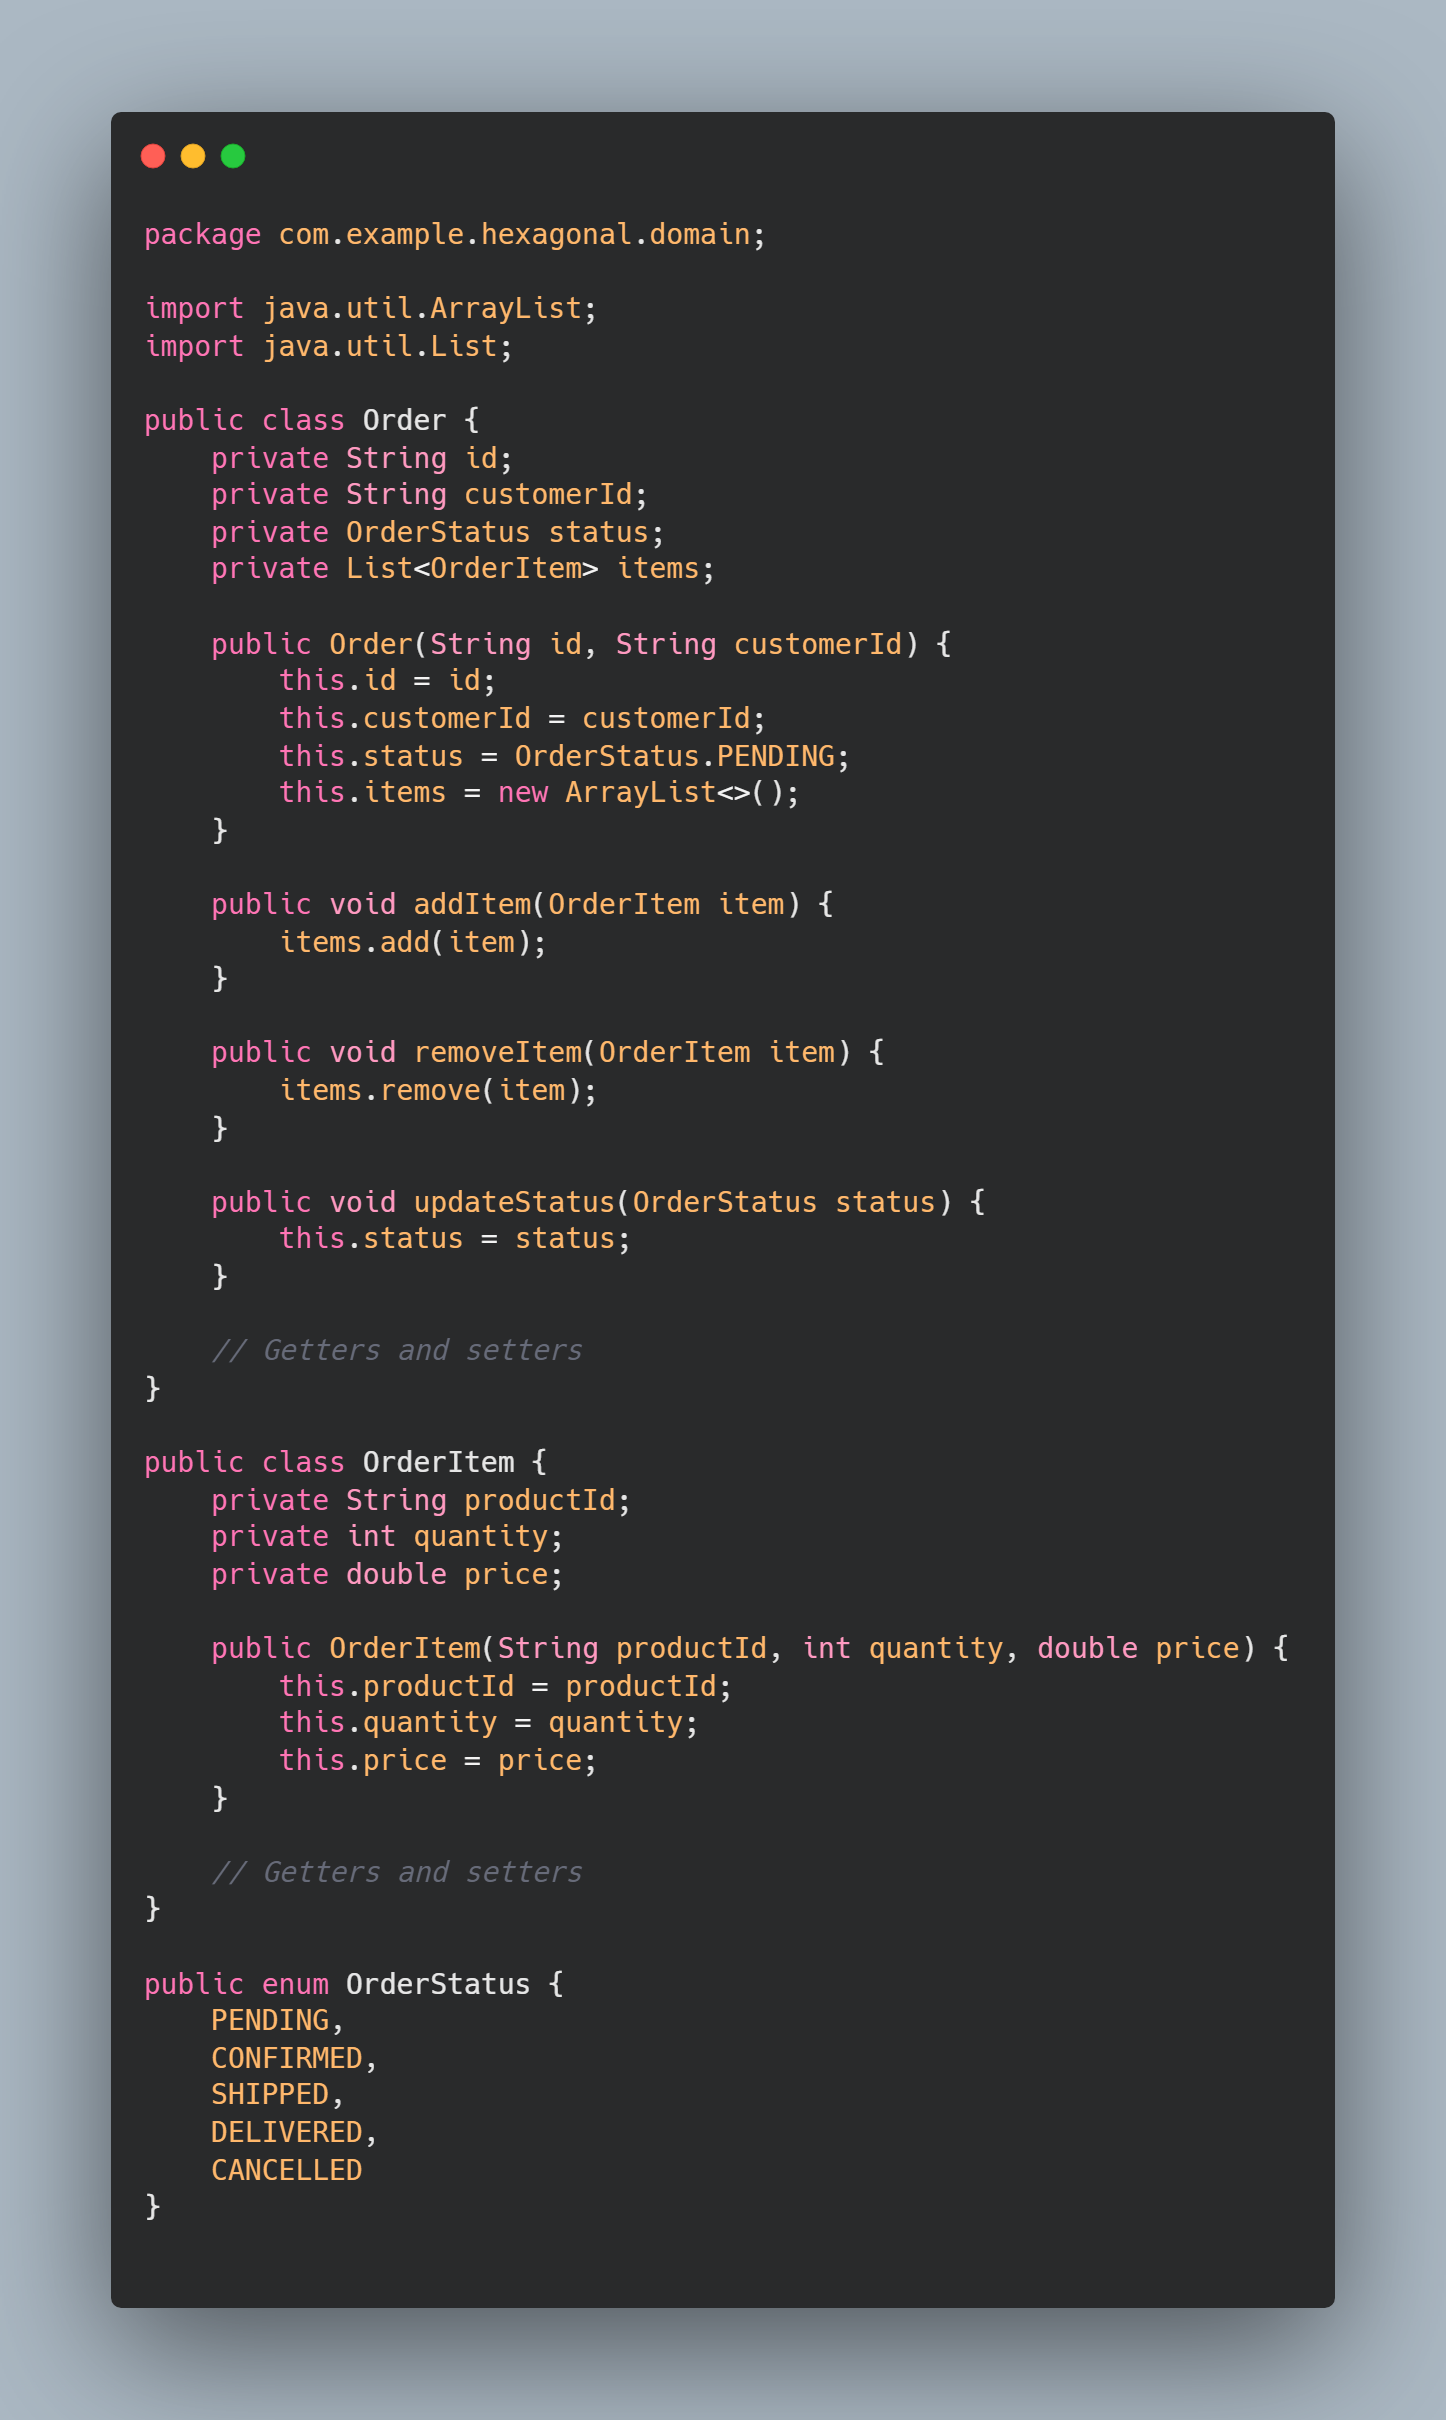 package com.example.hexagonal.domain;

import java.util.ArrayList;
import java.util.List;

public class Order {
    private String id;
    private String customerId;
    private OrderStatus status;
    private List<OrderItem> items;

    public Order(String id, String customerId) {
        this.id = id;
        this.customerId = customerId;
        this.status = OrderStatus.PENDING;
        this.items = new ArrayList<>();
    }

    public void addItem(OrderItem item) {
        items.add(item);
    }

    public void removeItem(OrderItem item) {
        items.remove(item);
    }

    public void updateStatus(OrderStatus status) {
        this.status = status;
    }

    // Getters and setters
}

public class OrderItem {
    private String productId;
    private int quantity;
    private double price;

    public OrderItem(String productId, int quantity, double price) {
        this.productId = productId;
        this.quantity = quantity;
        this.price = price;
    }

    // Getters and setters
}

public enum OrderStatus {
    PENDING,
    CONFIRMED,
    SHIPPED,
    DELIVERED,
    CANCELLED
}